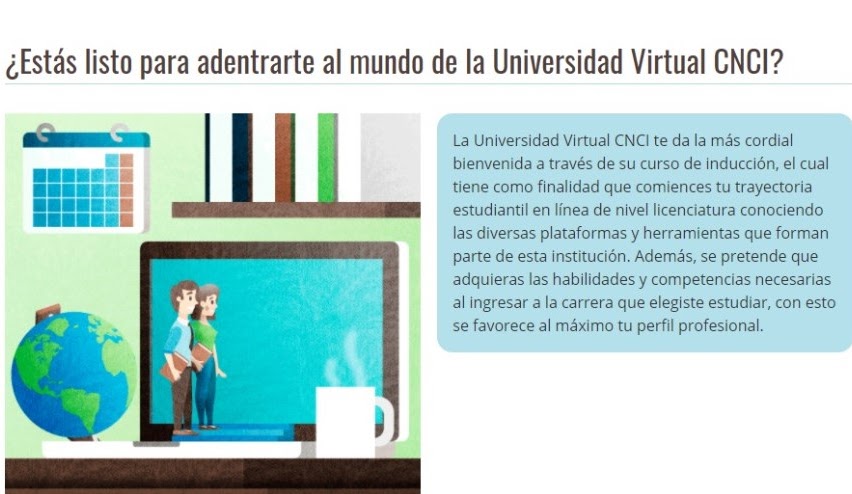 ¿Estás listo para adentrarte al mundo de la Universidad Virtual CNCI?
La Universidad Virtual CNCI te da la más cordial
bienvenida a través de su curso de inducción, el cual
tiene como finalidad que comiences tu trayectoria
estudiantil en línea de nivel licenciatura conociendo
las diversas plataformas y herramientas que forman
parte de esta institución. Además, se pretende que
adquieras las habilidades y competencias necesarias
al ingresar a la carrera que elegiste estudiar, con esto
se favorece al máximo tu perfil profesional.